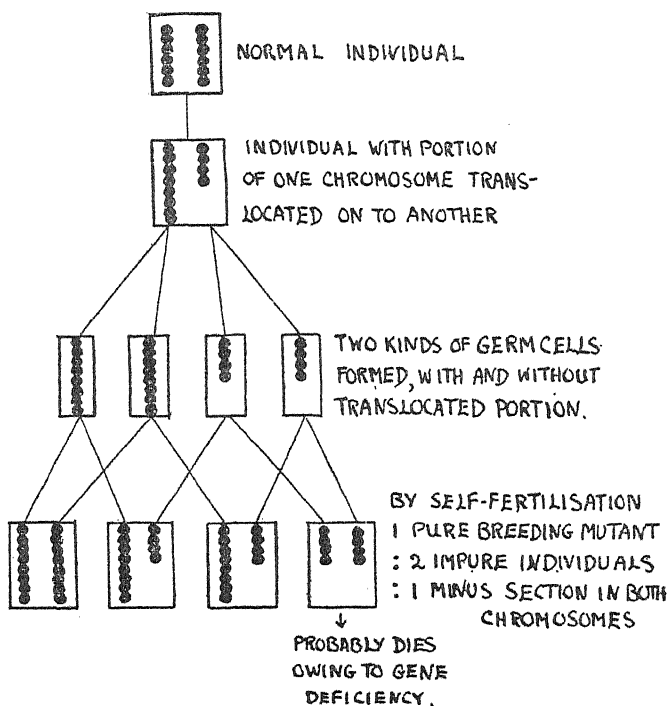 NORMAL INDIVIDUAL
INDIVIDUAL WITH PORTION
OF ONE CHROMOSOME TRANS-
LOCATED ON TO ANOTHER
TWO KINDS OF GERM CELLS
FORMED, WITH AND WITHOUT
TRANSLOCATED PORTION.
BY SELF-FERTILISATION
1 PURE BREEDING MUTANT
: 2 IMPURE INDIVIDUALS
: 1 MINUS SECTION IN BOTH
CHROMOSOMES
PROBABLY DIES
OWING TO GENE
DEFICIENCY.